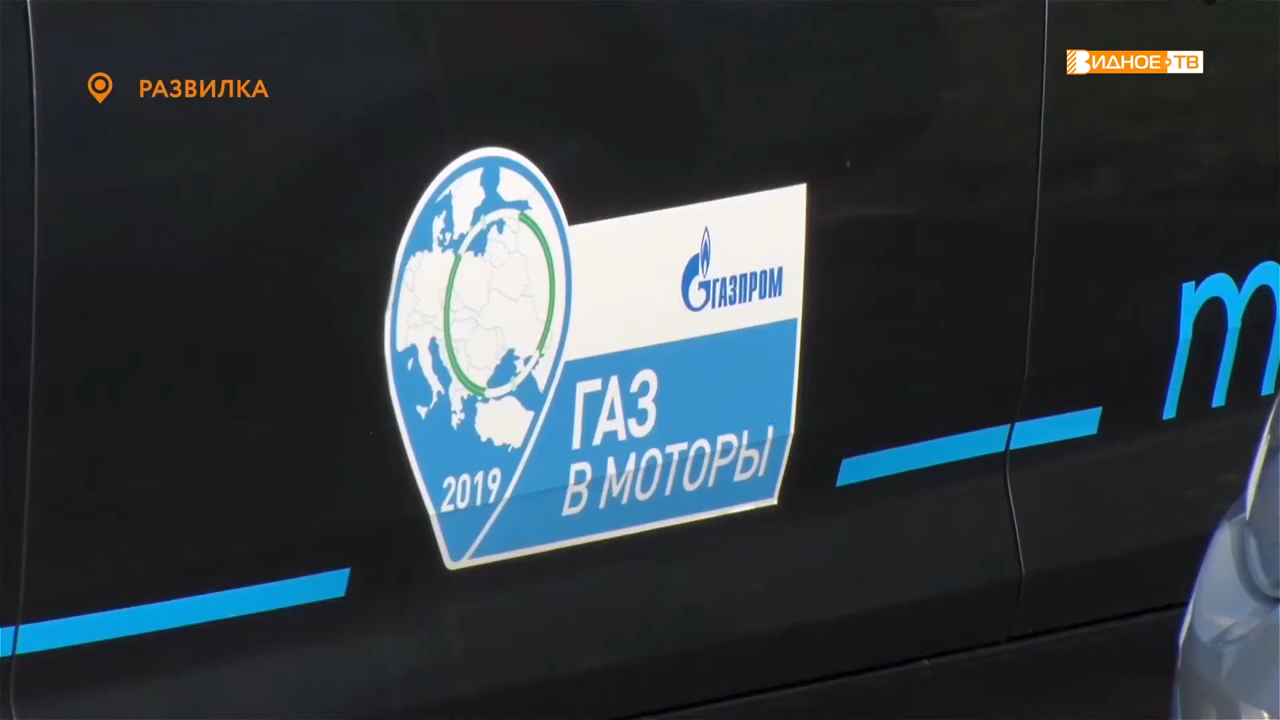 РАЗВИЛКА
ВИДНОЕ ТВ
ГАЗПРОМ
ГАЗ
В МОТОРЫ
2019
m